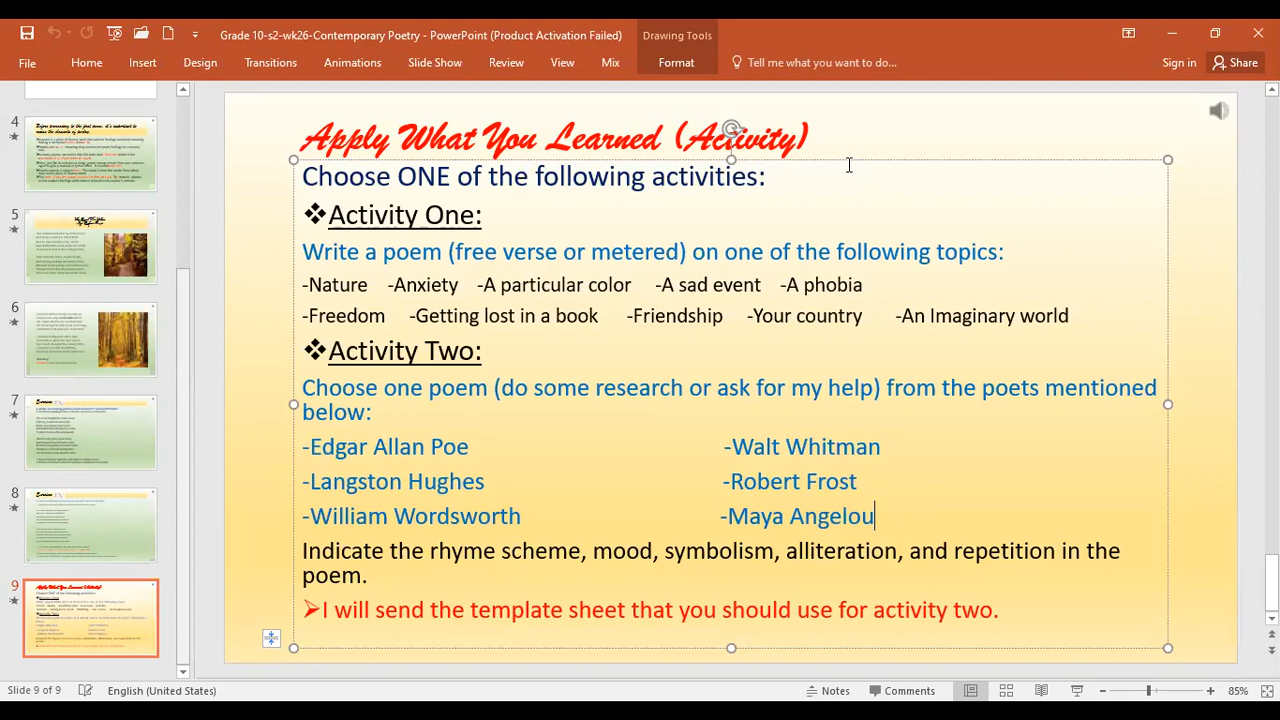 Grade 10-s2-wk26-Contemporary Poetry - PowerPoint (Product Activation Failed)
Drawing Tools
File Home Insert Design Transitions Animations Slide Show Review View Mix Format Tell me what you want to do... Sign in Share
4
5
6
7
8
9
Apply What You Learned (Activity)
Choose ONE of the following activities:
❖Activity One:
Write a poem (free verse or metered) on one of the following topics:
-Nature -Anxiety -A particular color -A sad event -A phobia
-Freedom -Getting lost in a book -Friendship -Your country -An Imaginary world
❖Activity Two:
Choose one poem (do some research or ask for my help) from the poets mentioned
below:
-Edgar Allan Poe -Walt Whitman
-Langston Hughes -Robert Frost
-William Wordsworth -Maya Angelou
Indicate the rhyme scheme, mood, symbolism, alliteration, and repetition in the
poem.
➢I will send the template sheet that you should use for activity two.
Slide 9 of 9 English (United States) Notes Comments 85%